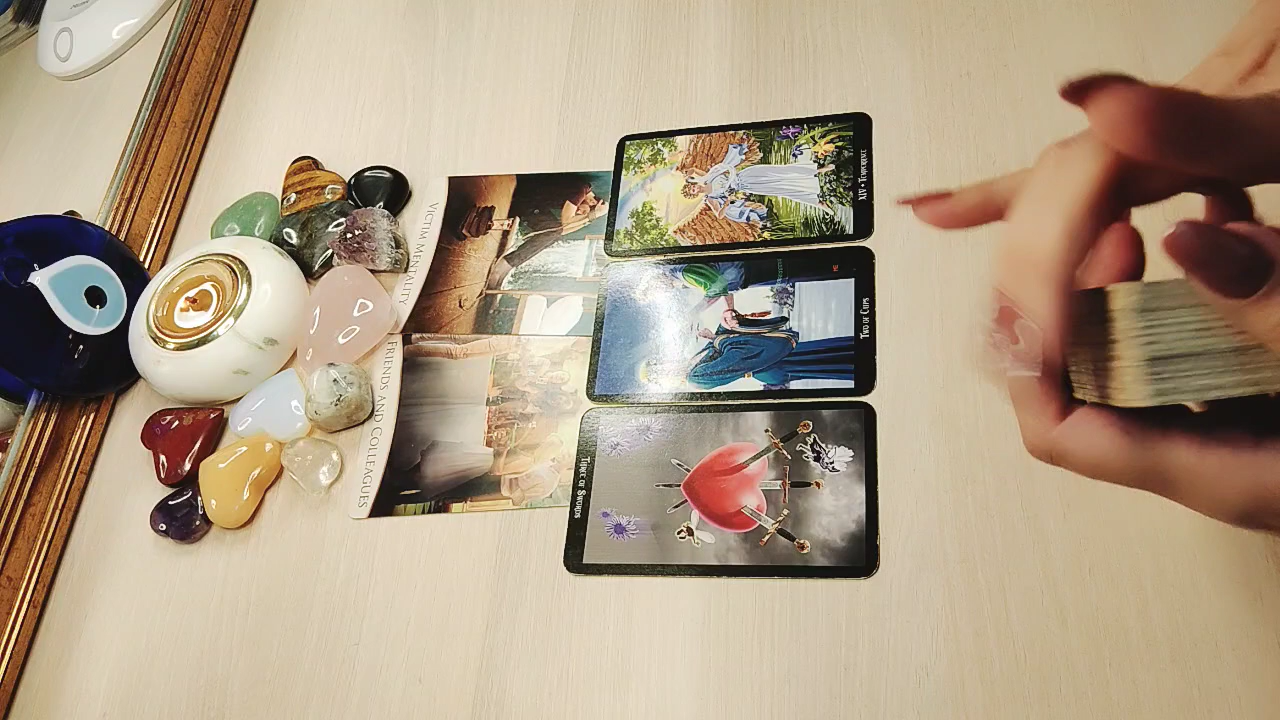 VICTIM MENTALITY
FRIENDS AND COLLEAGUES
XIV • TEMPERANCE
TWO OF CUPS
THREE OF SWORDS